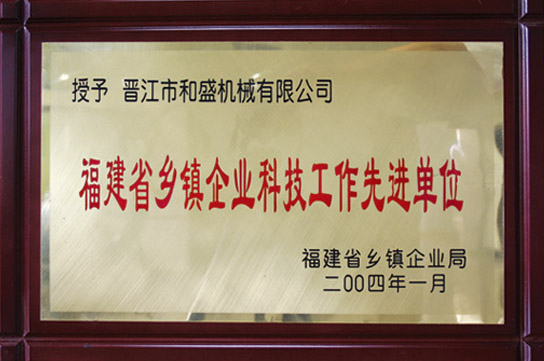 授予 晋江市和盛机械有限公司
福建省乡镇企业科技工作先进单位
福建省乡镇企业局
二00四年一月